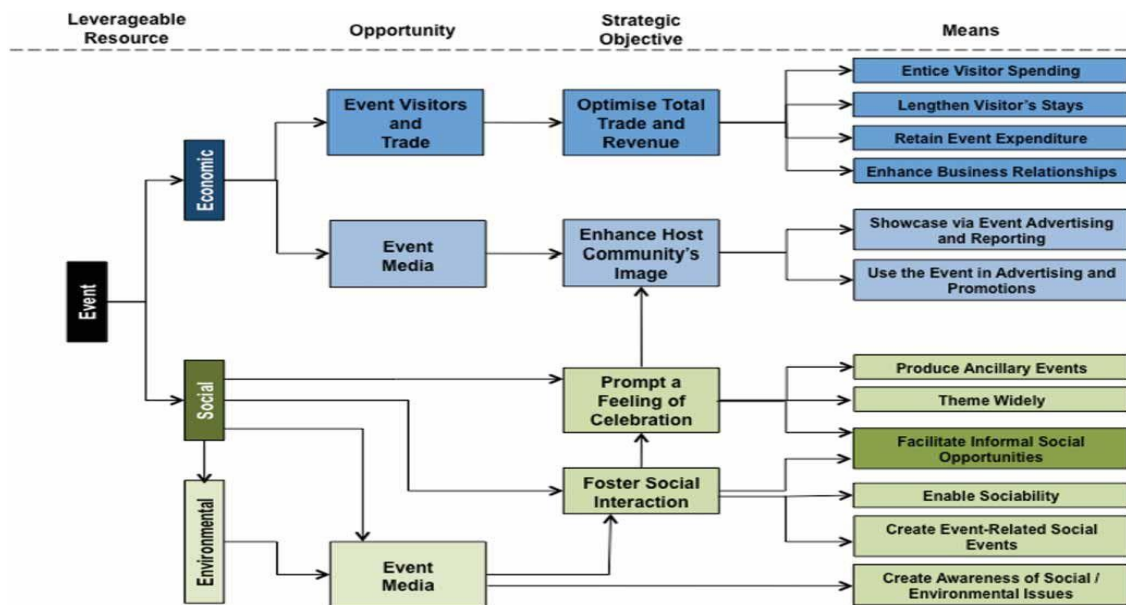 Leverageable
Resource
Opportunity
Strategic
Objective
Means
Event
Economic
Social
Environmental
Event Visitors
and
Trade
Optimise Total
Trade and
Revenue
Entice Visitor Spending
Lengthen Visitor's Stays
Retain Event Expenditure
Enhance Business Relationships
Event
Media
Enhance Host
Community's
Image
Showcase via Event Advertising
and Reporting
Use the Event in Advertising and
Promotions
Prompt a
Feeling of
Celebration
Produce Ancillary Events
Theme Widely
Facilitate Informal Social
Opportunities
Foster Social
Interaction
Enable Sociability
Create Event-Related Social
Events
Event
Media
Create Awareness of Social /
Environmental Issues